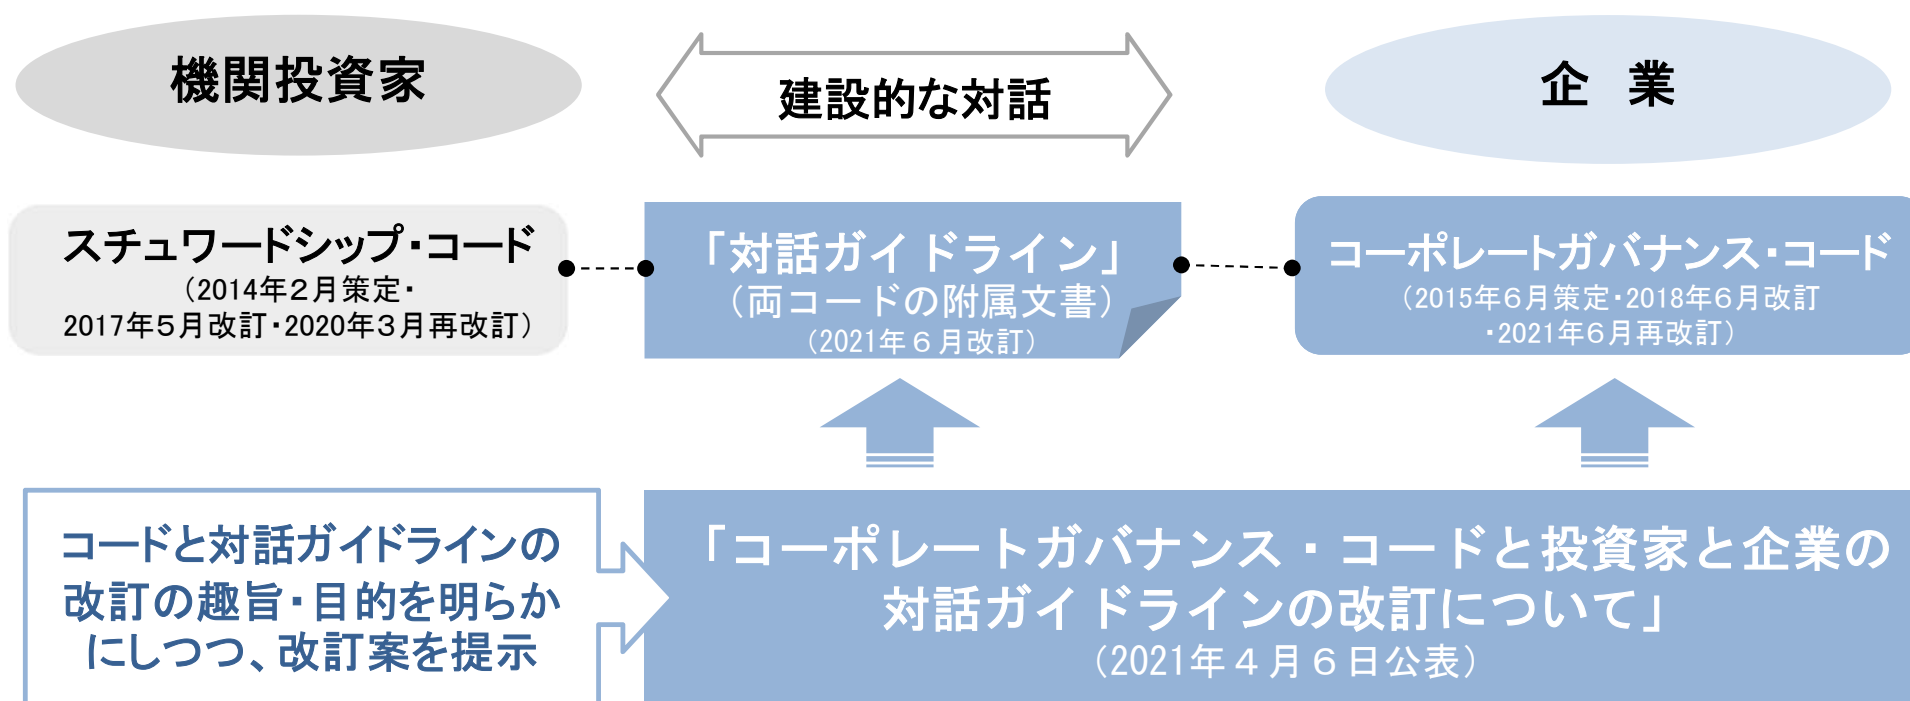 機関投資家
建設的な対話
企　業
スチュワードシップ・コード
（2014年２月策定・
2017年５月改訂・2020年３月再改訂）
「対話ガイドライン」
（両コードの附属文書）
（2021年６月改訂）
コーポレートガバナンス・コード
（2015年６月策定・2018年６月改訂
・2021年６月再改訂）
コードと対話ガイドラインの
改訂の趣旨・目的を明らか
にしつつ、改訂案を提示
「コーポレートガバナンス・コードと投資家と企業の
対話ガイドラインの改訂について」
（2021年４月６日公表）